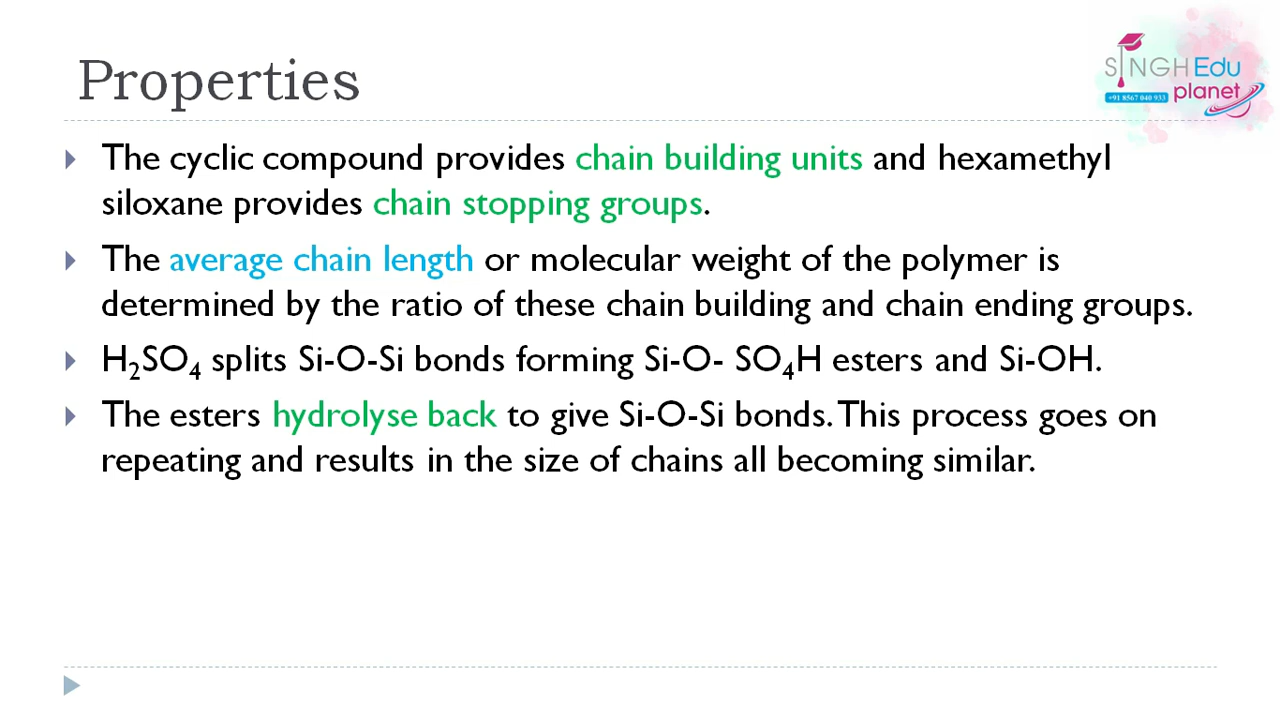 Properties
SINGH Edu
planet
+91 8567 040 933
The cyclic compound provides chain building units and hexamethyl
siloxane provides chain stopping groups.
The average chain length or molecular weight of the polymer is
determined by the ratio of these chain building and chain ending groups.
H₂SO₄ splits Si-O-Si bonds forming Si-O- SO₄H esters and Si-OH.
The esters hydrolyse back to give Si-O-Si bonds. This process goes on
repeating and results in the size of chains all becoming similar.